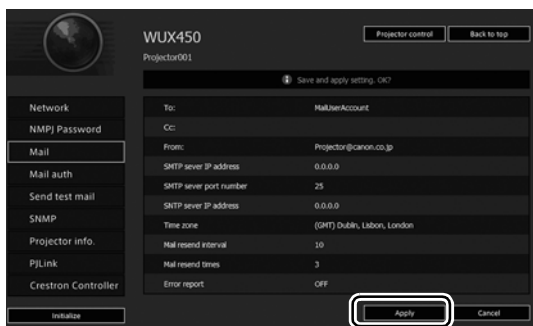 WUX450
Projector001
Projector control
Back to top
Save and apply setting. OK?
Network
NMPJ Password
Mail
Mail auth
Send test mail
SNMP
Projector info.
PJLink
Crestron Controller
Initialize
To: MailUserAccount
Cc:
From: Projector@canon.co.jp
SMTP sever IP address 0.0.0.0
SMTP sever port number 25
SNTP sever IP address 0.0.0.0
Time zone (GMT) Dublin, Lisbon, London
Mail resend interval 10
Mail resend times 3
Error report OFF
Apply
Cancel